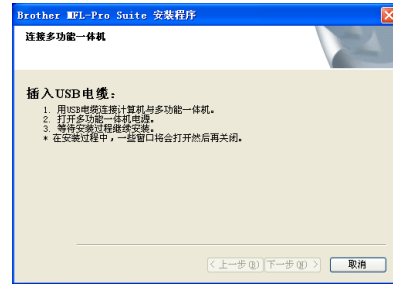 Brother MFL-Pro Suite 安装程序
连接多功能一体机
插入USB电缆：
1. 用USB电缆连接计算机与多功能一体机。
2. 打开多功能一体机电源。
3. 等待安装过程继续安装。
* 在安装过程中，一些窗口将会打开然后再关闭。
< 上一步(B) 下一步(N) > 取消